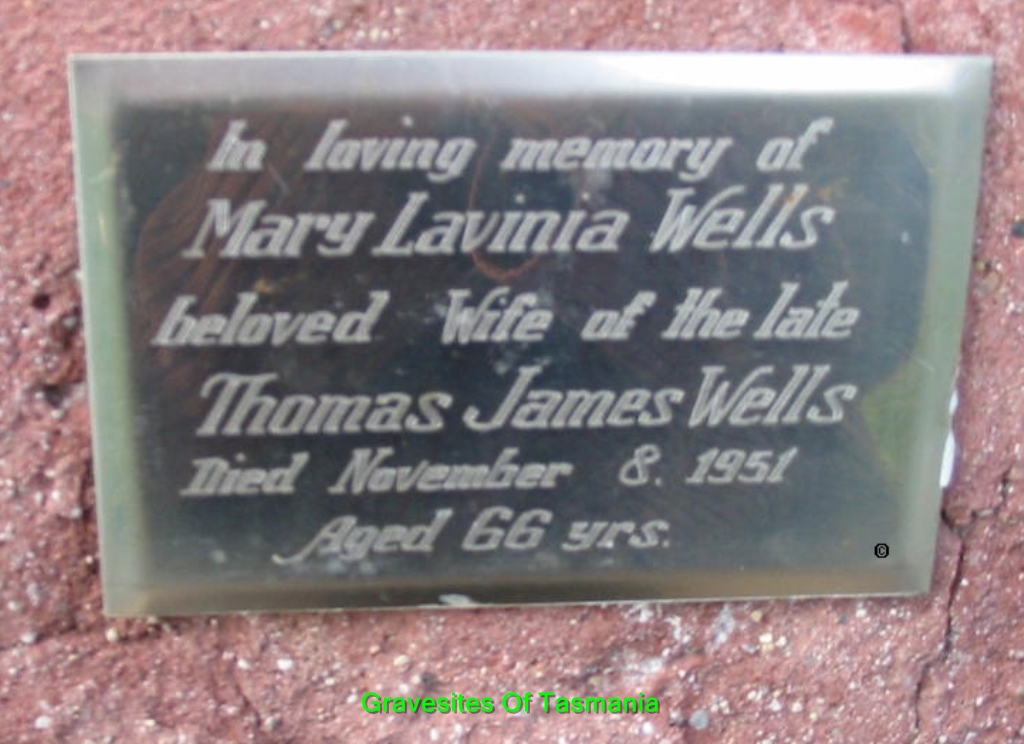 In loving memory of
Mary Lavinia Wells
beloved Wife of the late
Thomas James Wells
Died November 8. 1951
Aged 66 yrs.
©
Gravesites Of Tasmania